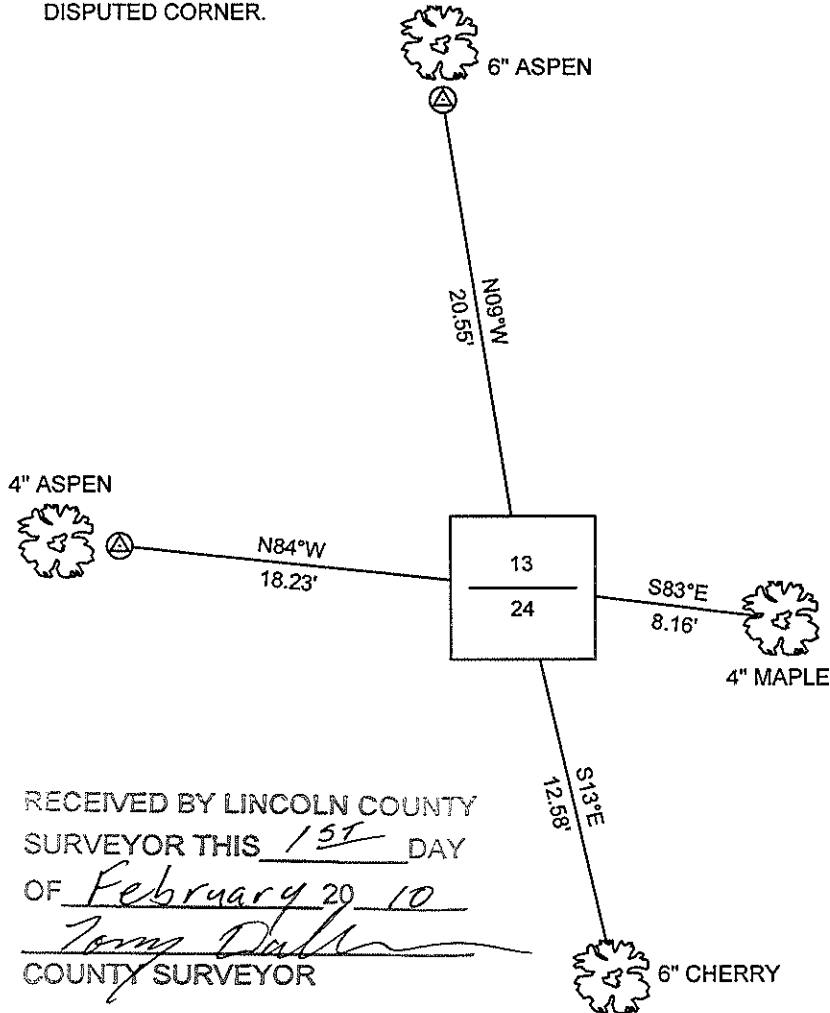 DISPUTED CORNER.
6" ASPEN
N09°W
20.55'
4" ASPEN
N84°W
18.23'
13
24
S83°E
8.16'
4" MAPLE
S13°E
12.58'
6" CHERRY
RECEIVED BY LINCOLN COUNTY
SURVEYOR THIS 1ST DAY
OF February 20 10
COUNTY SURVEYOR